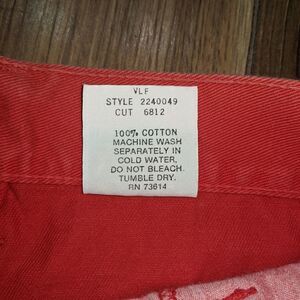 VLF
STYLE 2240049
CUT 6812
100% COTTON
MACHINE WASH
SEPARATELY IN
COLD WATER,
DO NOT BLEACH.
TUMBLE DRY.
RN 73614